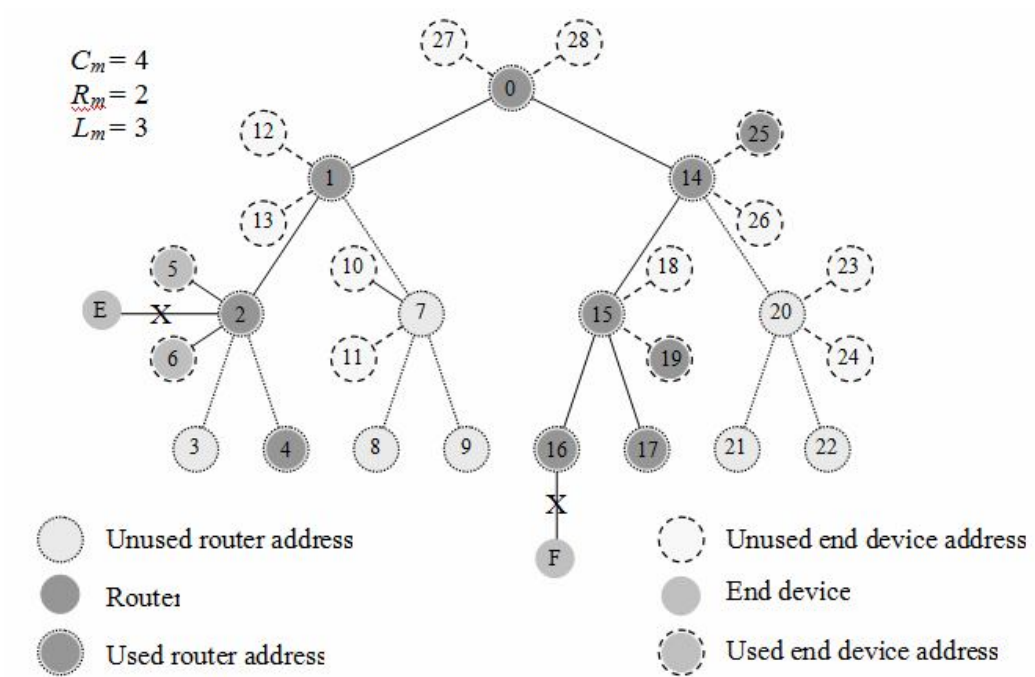 Cm = 4
Rm = 2
Lm = 3
27
28
0
12
25
1
14
13
26
5
10
18
23
E
X
2
7
15
20
6
11
19
24
3
4
8
9
16
17
21
22
X
F
Unused router address
Router
Used router address
Unused end device address
End device
Used end device address